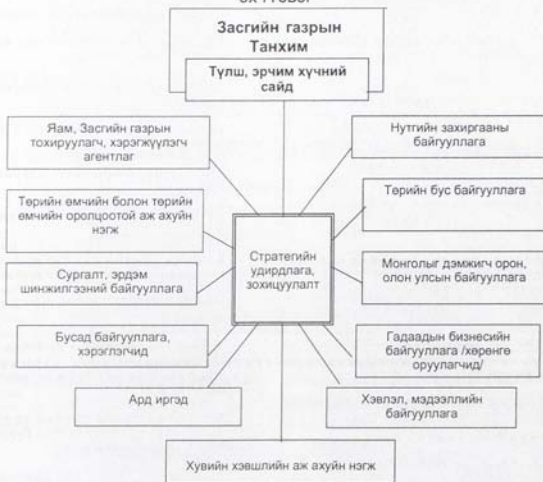 Засгийн газрын
Танхим
Түлш, эрчим хүчний
сайд
Яам, Засгийн газрын
тохируулагч, хэрэгжүүлэгч
агентлаг
Нутгийн захиргааны
байгууллага
Төрийн өмчийн болон төрийн
өмчийн оролцоотой аж ахуйн
нэгж
Төрийн бус байгууллага
Стратегийн
удирдлага,
зохицуулалт
Сургалт, эрдэм
шинжилгээний байгууллага
Монголыг дэмжигч орон,
олон улсын байгууллага
Бусад байгууллага,
хэрэглэгчид
Гадаадын бизнесийн
байгууллага /хөрөнгө
оруулагчид/
Ард иргэд
Хэвлэл, мэдээллийн
байгууллага
Хувийн хэвшлийн аж ахуйн нэгж